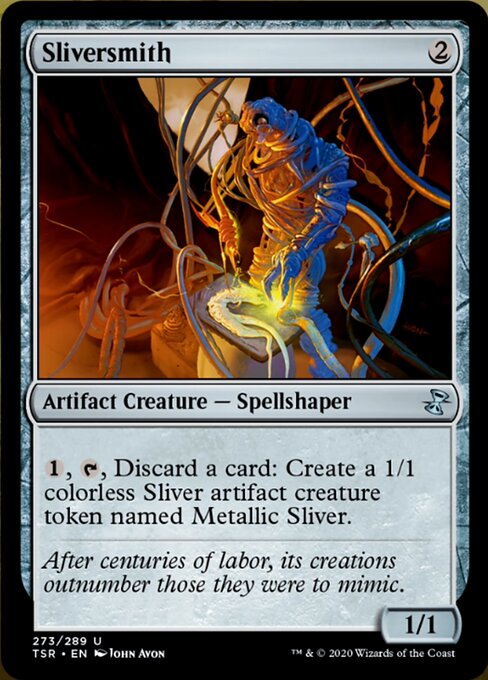 Sliversmith 2
Artifact Creature — Spellshaper
1, , Discard a card: Create a 1/1
colorless Sliver artifact creature
token named Metallic Sliver.
After centuries of labor, its creations
outnumber those they were to mimic.
1/1
273/289 U
TSR • EN John Avon
™ & © 2020 Wizards of the Coast